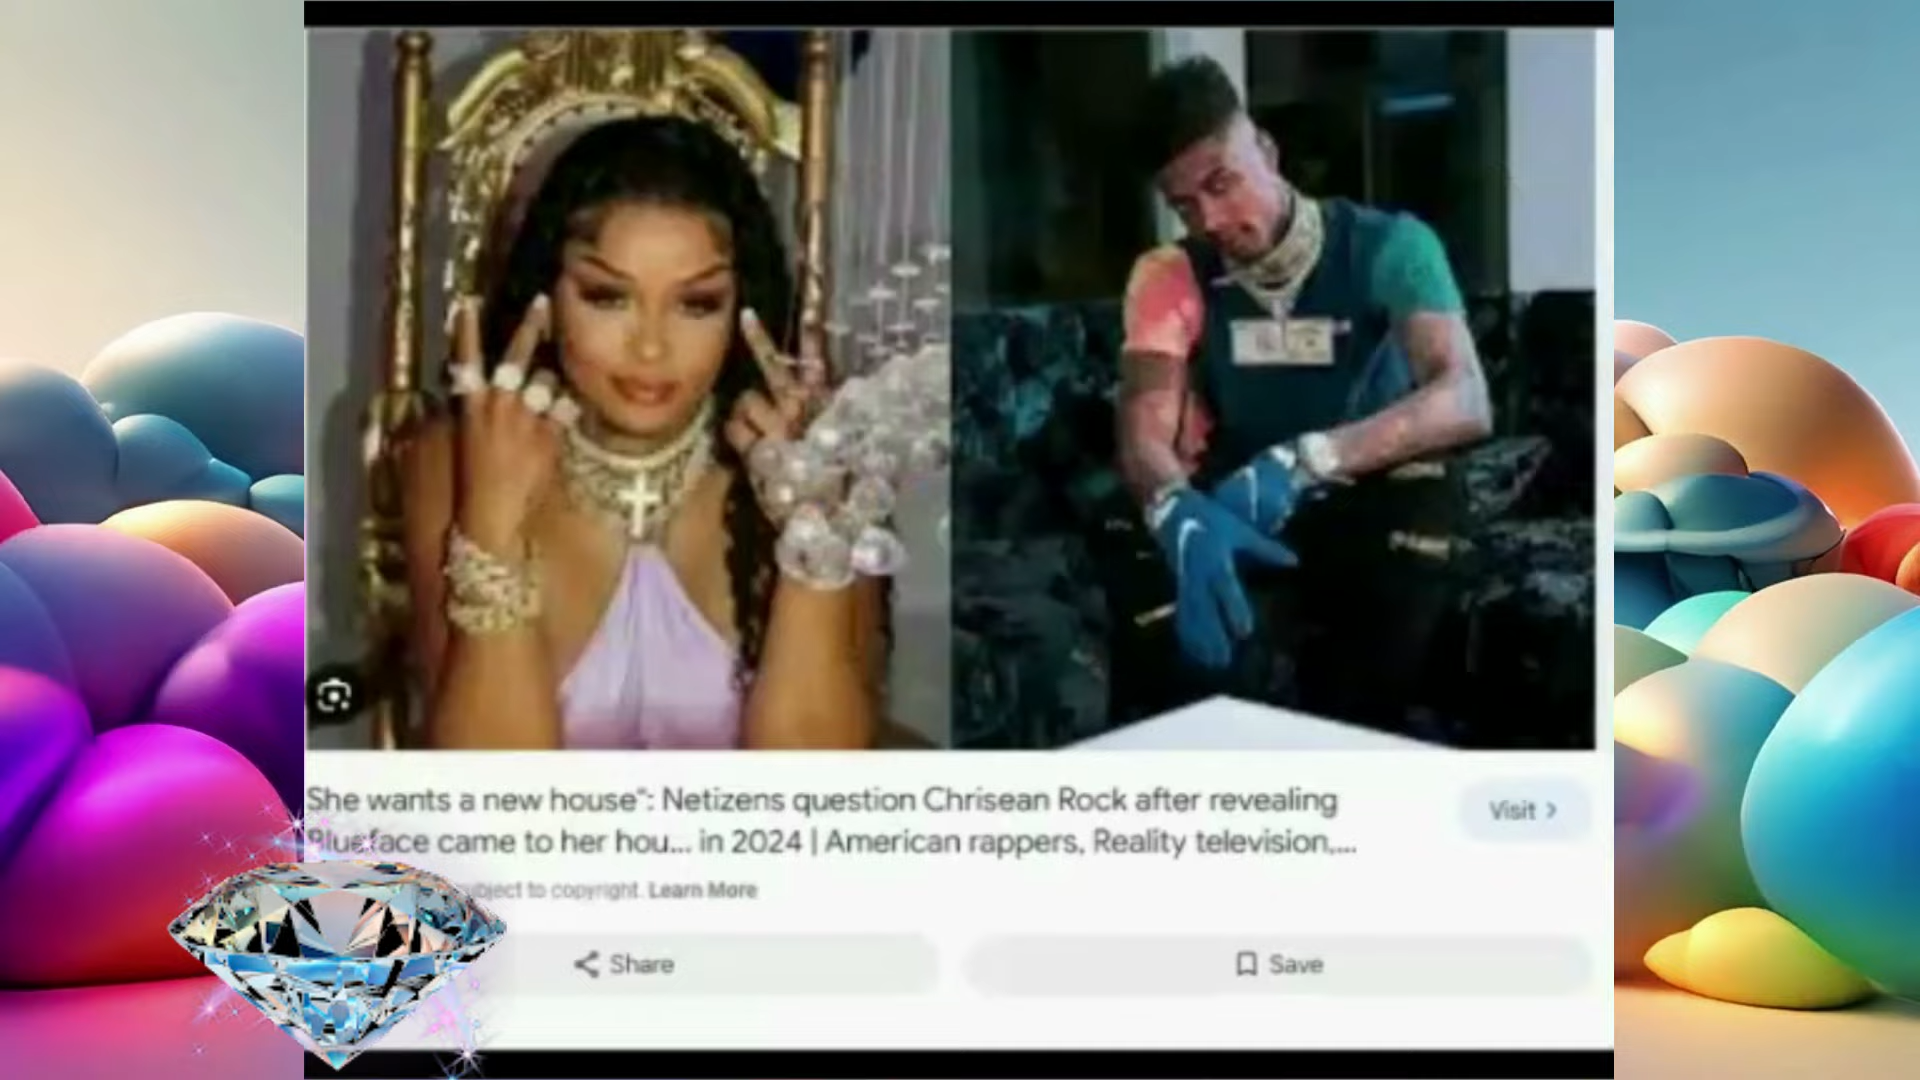 She wants a new house": Netizens question Chrisean Rock after revealing
Blueface came to her hou... in 2024 | American rappers, Reality television,...
Visit >
subject to copyright. Learn More
Share
Save